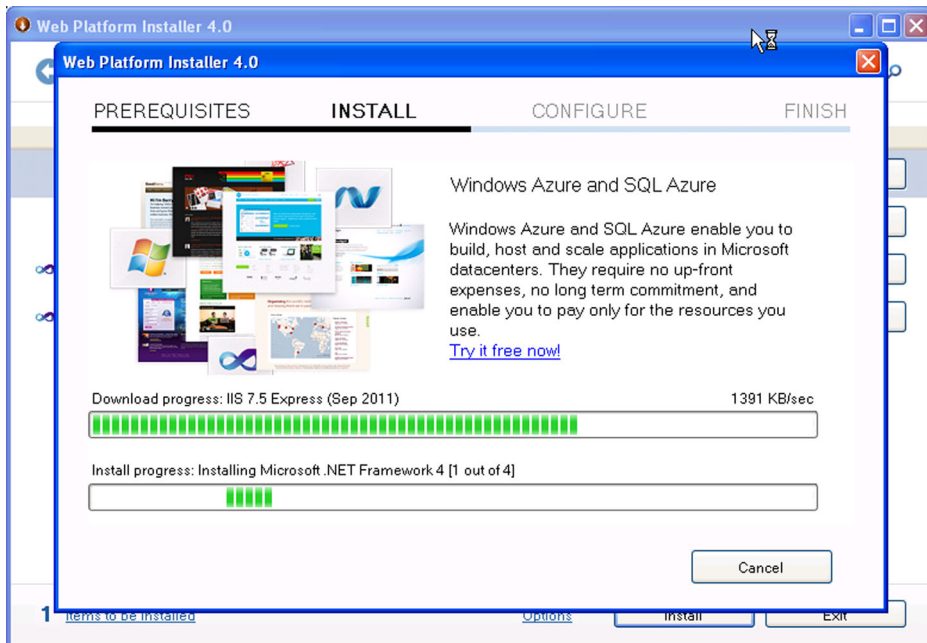 Web Platform Installer 4.0
Web Platform Installer 4.0
PREREQUISITES INSTALL CONFIGURE FINISH
Windows Azure and SQL Azure
Windows Azure and SQL Azure enable you to
build, host and scale applications in Microsoft
datacenters. They require no up-front
expenses, no long term commitment, and
enable you to pay only for the resources you
use.
Try it free now!
Download progress: IIS 7.5 Express (Sep 2011) 1391 KB/sec
Install progress: Installing Microsoft .NET Framework 4 [1 out of 4]
Cancel
1 Items to be installed Options Install Exit